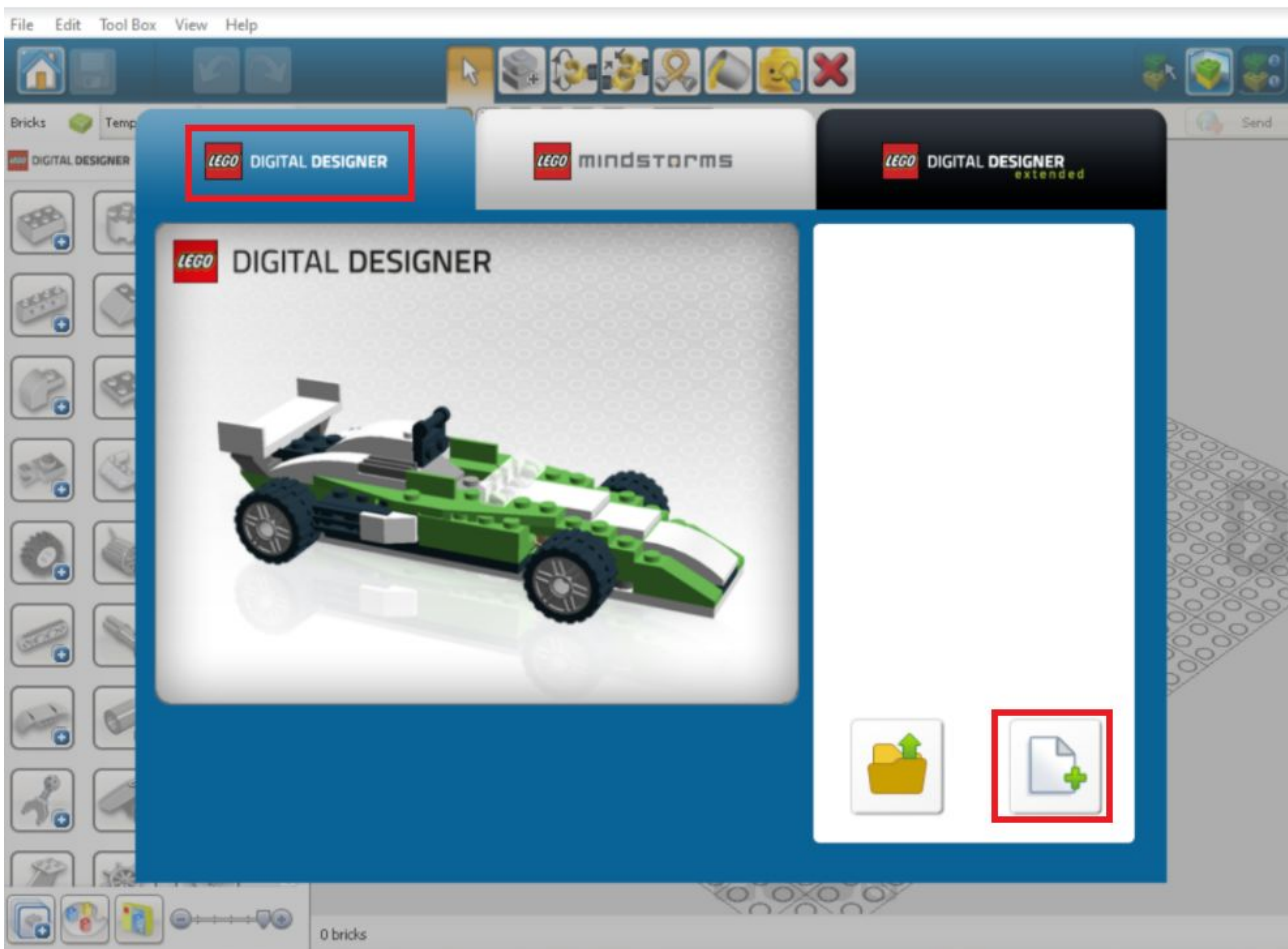 File Edit Tool Box View Help
Bricks Temp
Send
LEGO DIGITAL DESIGNER
LEGO DIGITAL DESIGNER
LEGO mindstorms
LEGO DIGITAL DESIGNER
extended
LEGO DIGITAL DESIGNER
0 bricks